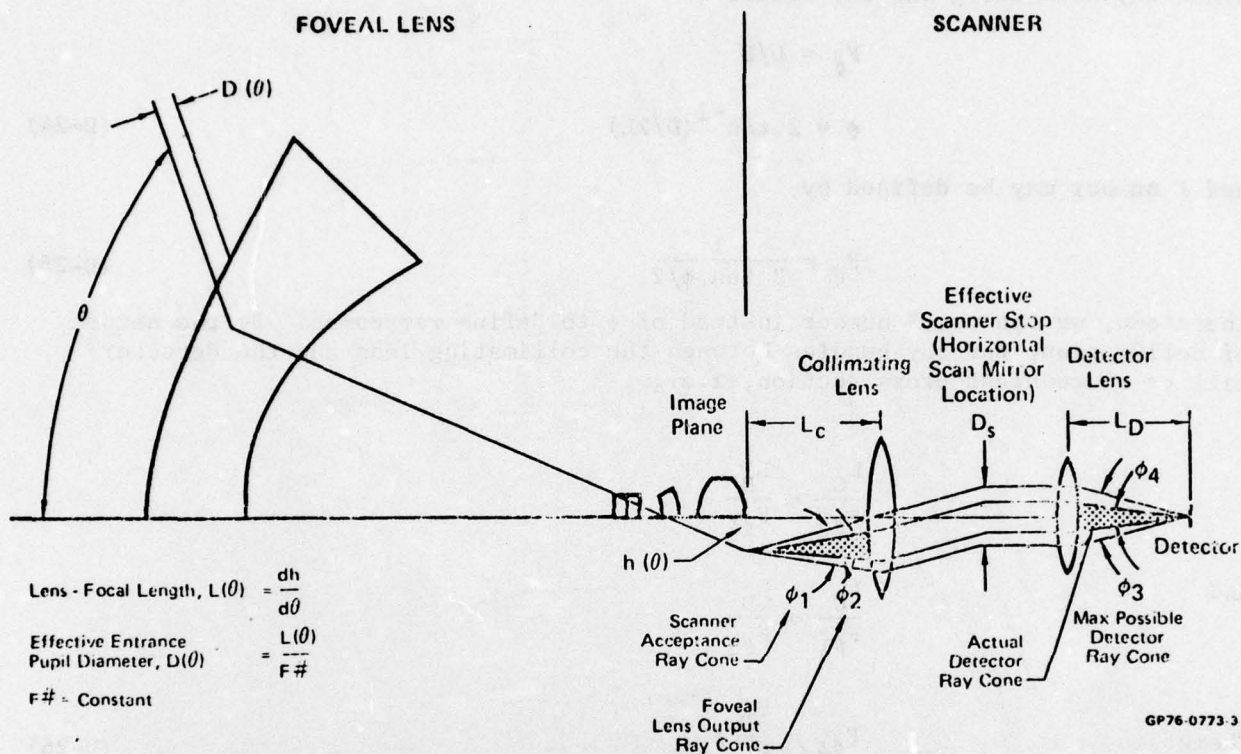 FOVEAL LENS
SCANNER
D (θ)
θ
Effective
Scanner Stop
(Horizontal
Scan Mirror
Location)
Detector
Lens
Collimating
Lens
Image
Plane
L_C
D_s
L_D
ϕ4
h (θ)
Detector
ϕ1
ϕ2
ϕ3
Scanner
Acceptance
Ray Cone
Max Possible
Detector
Ray Cone
Actual
Detector
Ray Cone
Foveal
Lens Output
Ray Cone
Lens - Focal Length, L(θ) = dh/dθ
Effective Entrance
Pupil Diameter, D(θ) = L(θ)/F#
F# = Constant
GP76-0773-3